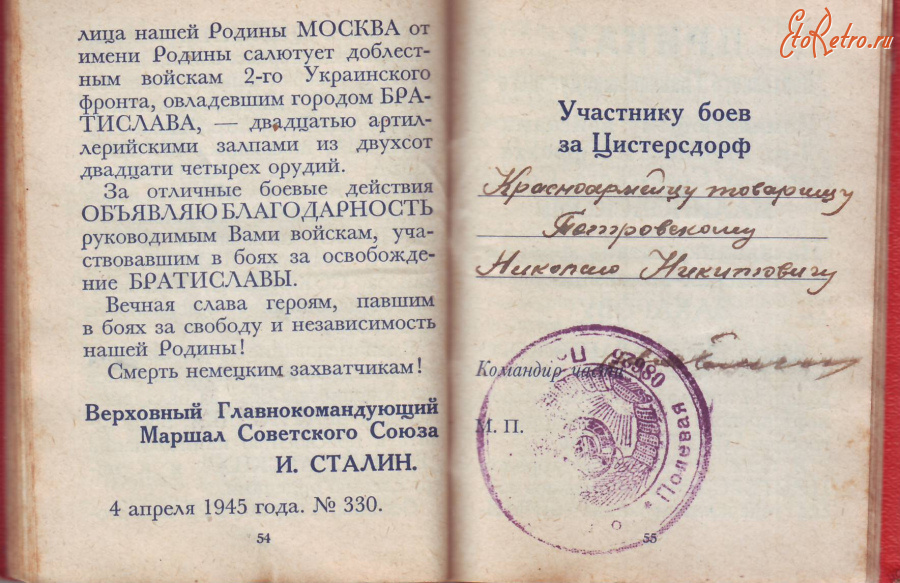 лица нашей Родины МОСКВА от
имени Родины салютует доблест-
ным войскам 2-го Украинского
фронта, овладевшим городом БРА-
ТИСЛАВА, — двадцатью артил-
лерийскими залпами из двухсот
двадцати четырех орудий.
За отличные боевые действия
ОБЪЯВЛЯЮ БЛАГОДАРНОСТЬ
руководимым Вами войскам, уча-
ствовавшим в боях за освобожде-
ние БРАТИСЛАВЫ.
Вечная слава героям, павшим
в боях за свободу и независимость
нашей Родины!
Смерть немецким захватчикам!
Верховный Главнокомандующий
Маршал Советского Союза
И. СТАЛИН.
4 апреля 1945 года. № 330.
54
EtoRetro.ru
Участнику боев
за Цистерсдорф
Красноармейцу товарищу
Петровскому
Николаю Никитовичу
Командир части
М. П.
Полевая
55